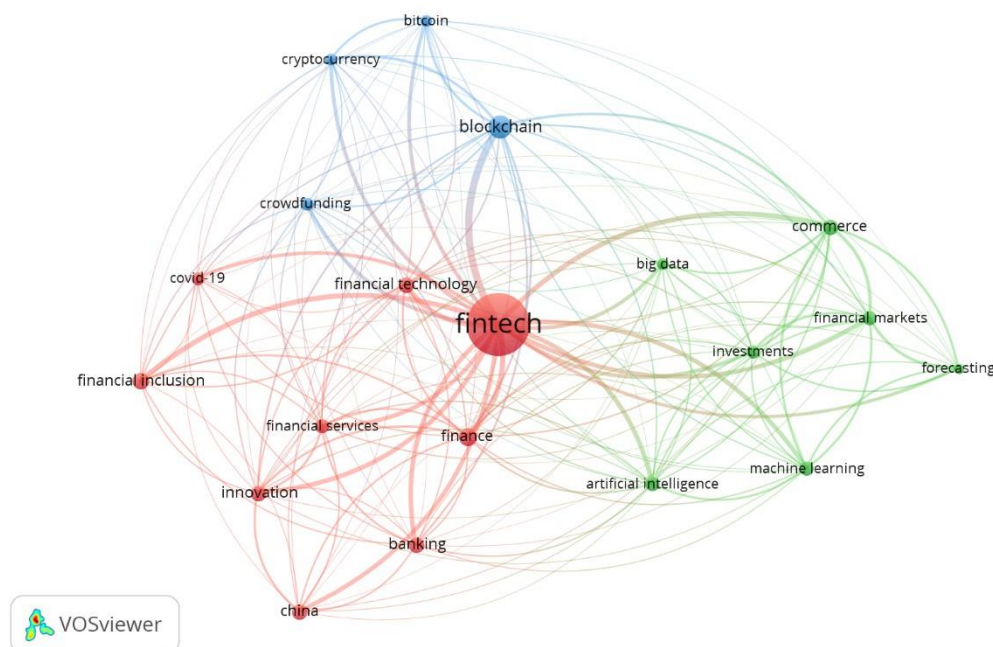 bitcoin
cryptocurrency
blockchain
crowdfunding
commerce
big data
covid-19
financial technology
fintech
financial markets
investments
forecasting
financial inclusion
financial services
finance
machine learning
artificial intelligence
innovation
banking
china
VOSviewer